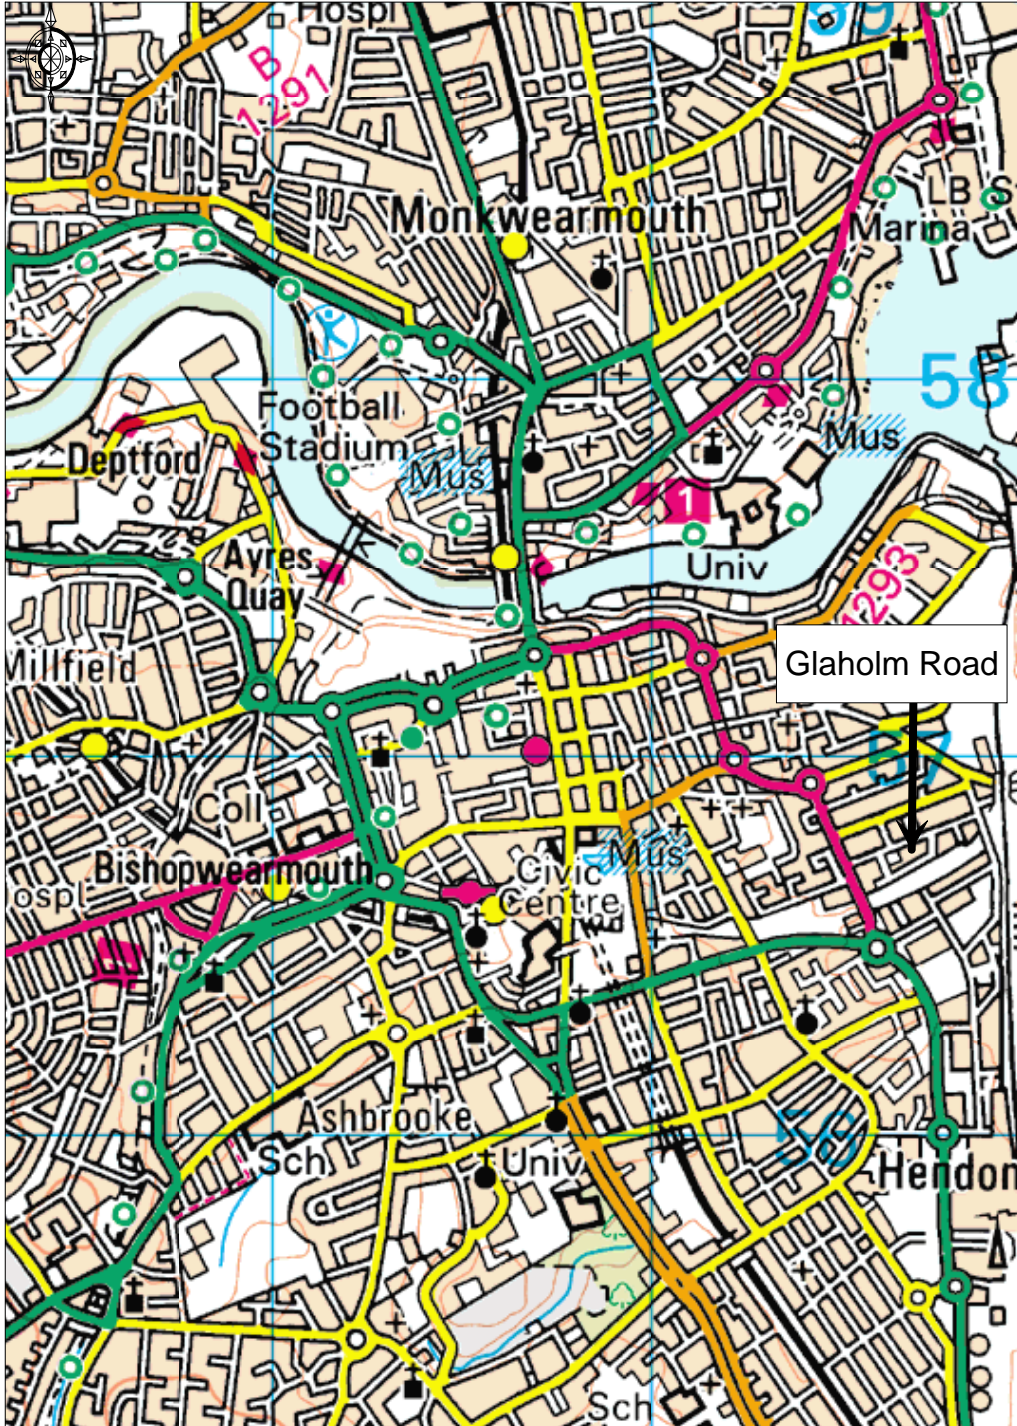 Hospl
59
B
1291
LB S
Monkwearmouth
Marina
58
Football
Stadium
Mus
Mus
Deptford
1
Ayres
Quay
Univ
1293
Millfield
Glaholm Road
57
Coll
Mus
Bishopwearmouth
Civic
Centre
ospl
Ashbrooke
56
Sch
Univ
Hendon
H
Sch